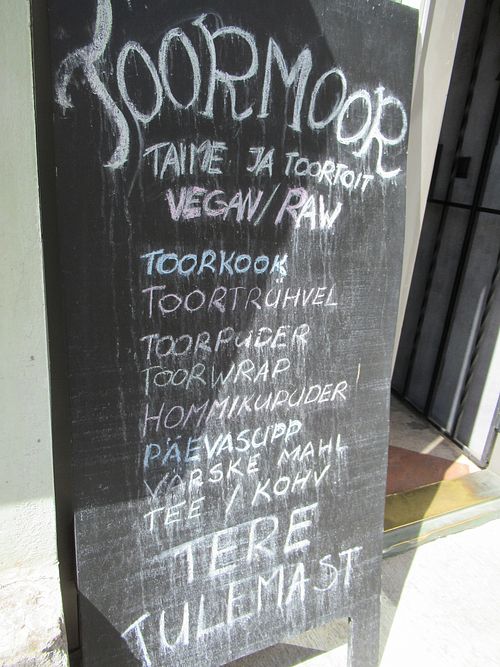 TOORMOOR
TAIME JA TOORTOIT
VEGAN/RAW
TOORKOOK
TOORTRÜHVEL
TOORPUDER
TOORWRAP
HOMMIKUPUDER
PÄEVASUPP
VÄRSKE MAHL
TEE / KOHV
TERE
TULEMAST